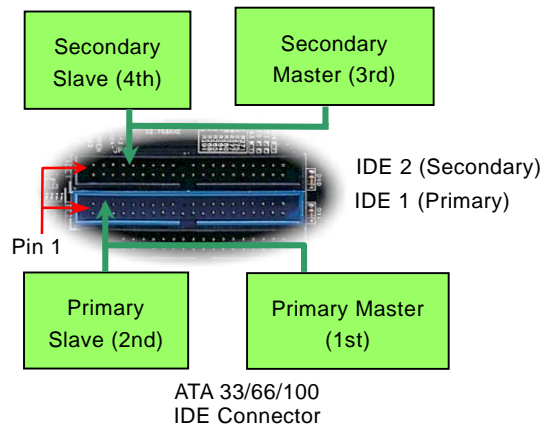 Secondary
Slave (4th)
Secondary
Master (3rd)
IDE 2 (Secondary)
IDE 1 (Primary)
Pin 1
Primary
Slave (2nd)
Primary Master
(1st)
ATA 33/66/100
IDE Connector